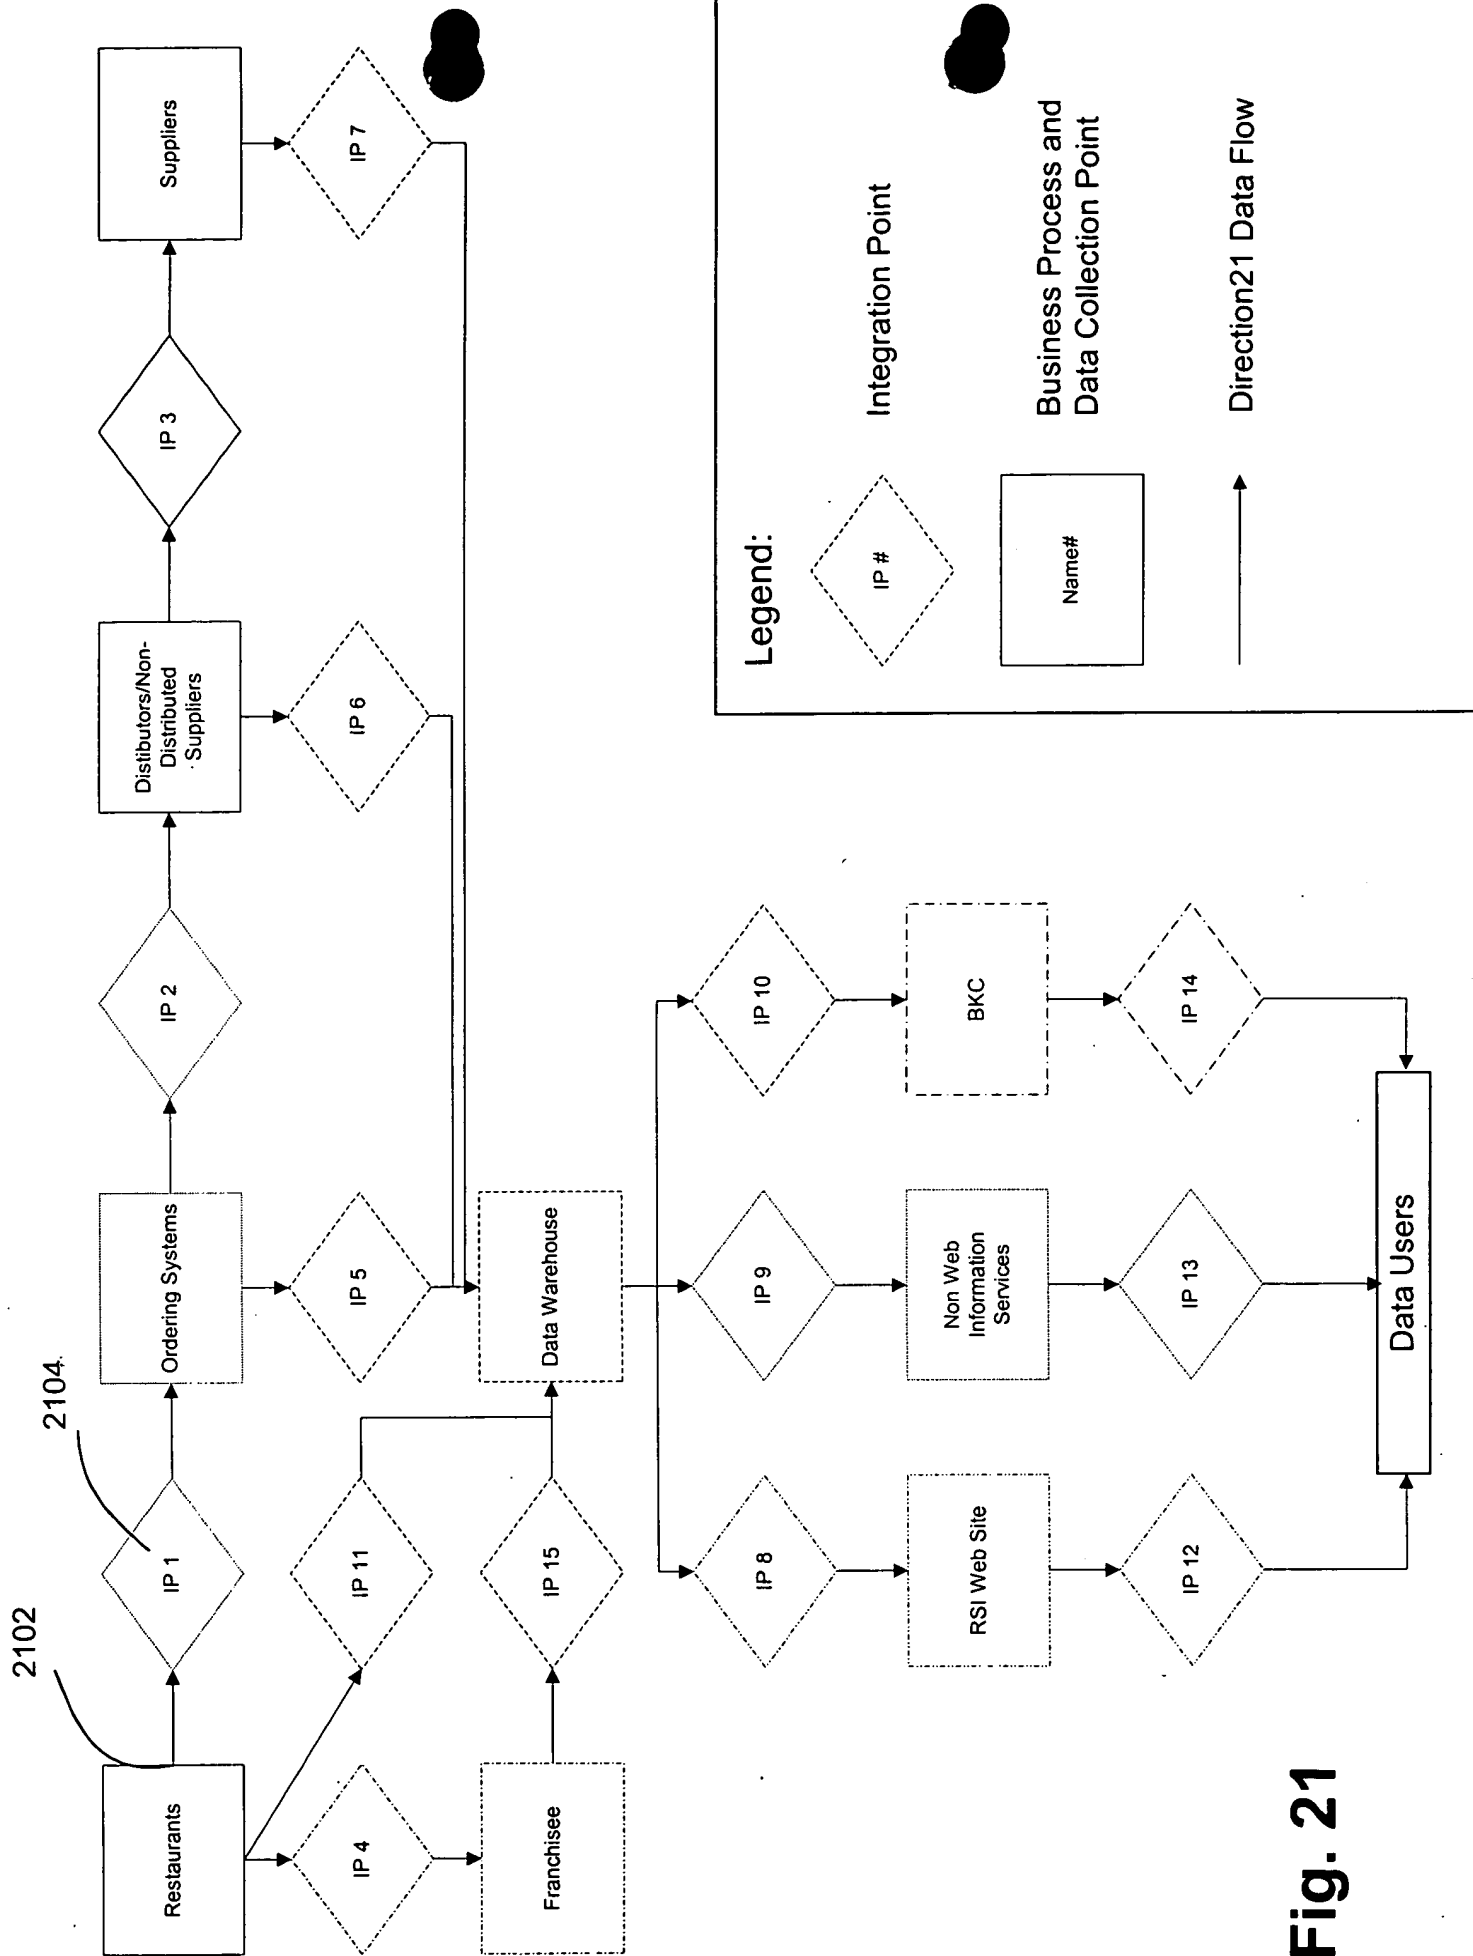 2102
2104
Restaurants
IP 1
Ordering Systems
IP 2
Distibutors/Non-
Distributed
Suppliers
IP 3
Suppliers
IP 4
IP 11
IP 5
IP 6
IP 7
Franchisee
IP 15
Data Warehouse
IP 8
IP 9
IP 10
RSI Web Site
Non Web
Information
Services
BKC
IP 12
IP 13
IP 14
Data Users
Legend:
IP #
Integration Point
Name#
Business Process and
Data Collection Point
Direction21 Data Flow
Fig. 21